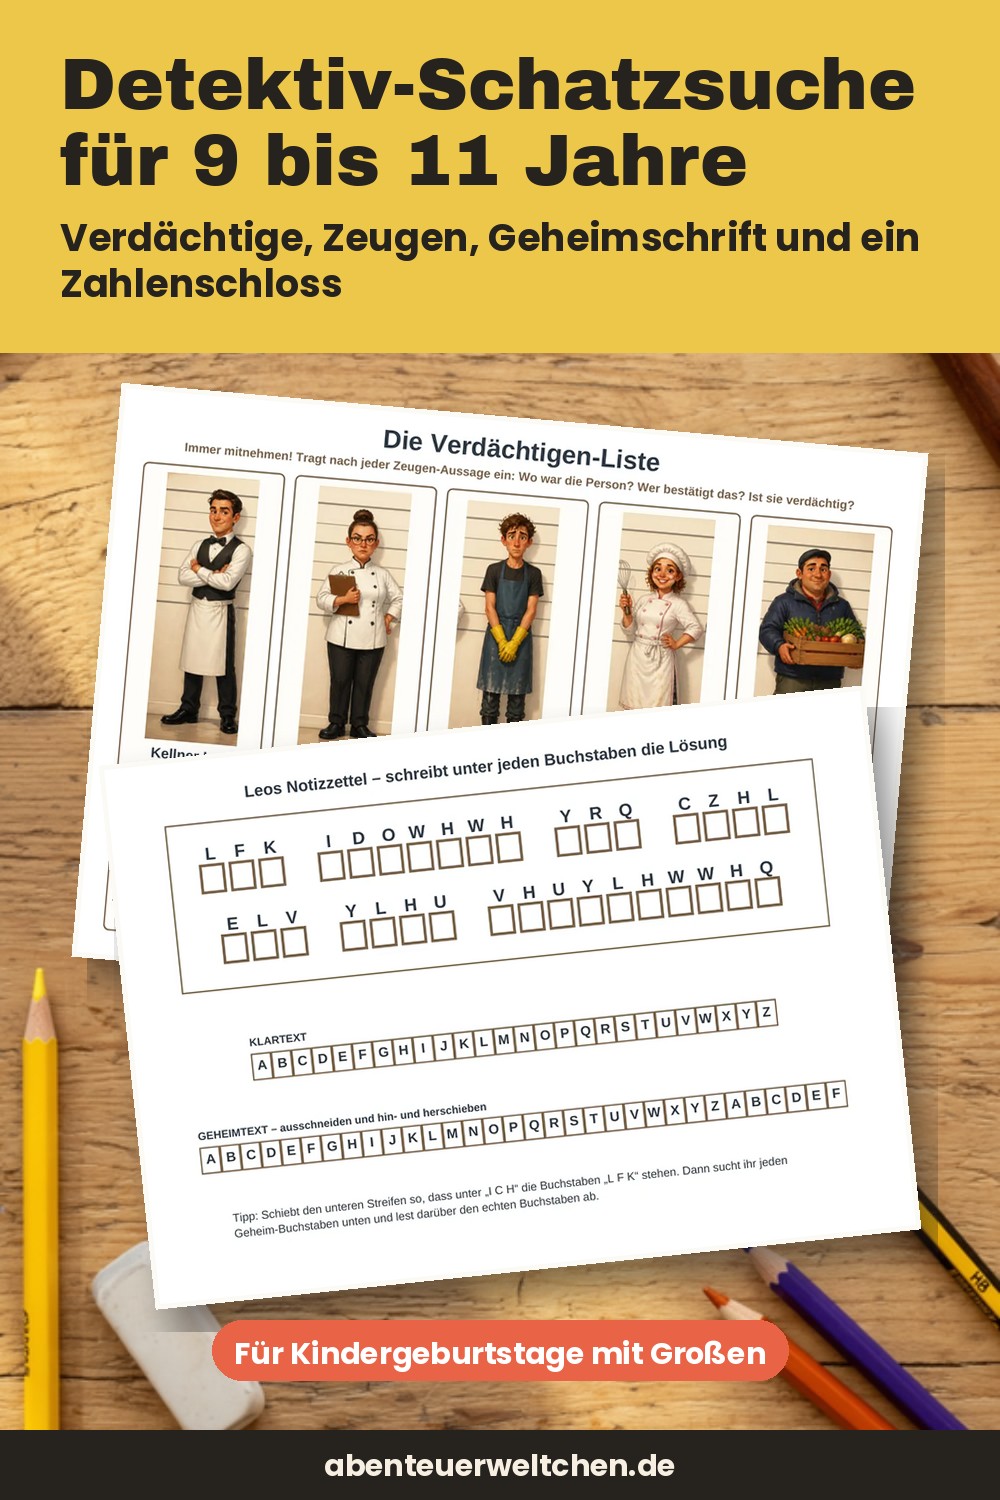 Detektiv-Schatzsuche
für 9 bis 11 Jahre
Verdächtige, Zeugen, Geheimschrift und ein
Zahlenschloss
Die Verdächtigen-Liste
Immer mitnehmen! Tragt nach jeder Zeugen-Aussage ein: Wo war die Person? Wer bestätigt das? Ist sie verdächtig?
Kellner
Leos Notizzettel – schreibt unter jeden Buchstaben die Lösung
L F K I D O W H W H Y R Q C Z H L
E L V Y L H U V H U Y L H W W H Q
KLARTEXT
A B C D E F G H I J K L M N O P Q R S T U V W X Y Z
GEHEIMTEXT – ausschneiden und hin- und herschieben
A B C D E F G H I J K L M N O P Q R S T U V W X Y Z A B C D E F
Tipp: Schiebt den unteren Streifen so, dass unter „I C H“ die Buchstaben „L F K“ stehen. Dann sucht ihr jeden
Geheim-Buchstaben unten und lest darüber den echten Buchstaben ab.
HB
Für Kindergeburtstage mit Großen
abenteuerweltchen.de